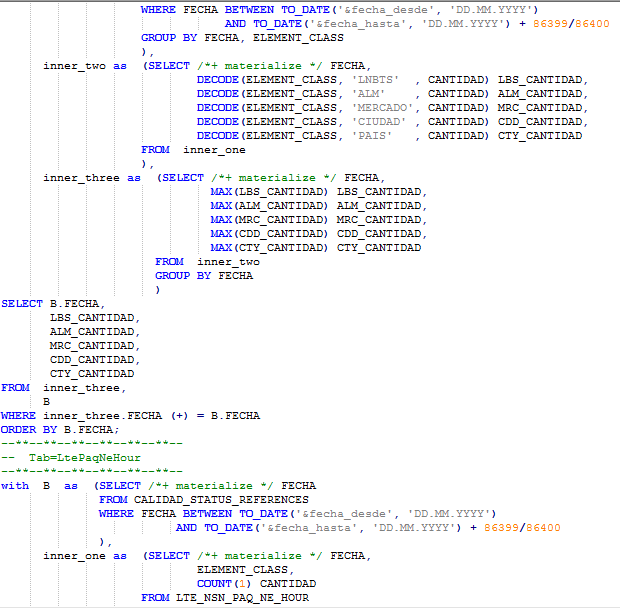 WHERE FECHA BETWEEN TO_DATE('&fecha_desde', 'DD.MM.YYYY')
AND TO_DATE('&fecha_hasta', 'DD.MM.YYYY') + 86399/86400
GROUP BY FECHA, ELEMENT_CLASS
),
inner_two as (SELECT /*+ materialize */ FECHA,
DECODE(ELEMENT_CLASS, 'LNBTS' , CANTIDAD) LBS_CANTIDAD,
DECODE(ELEMENT_CLASS, 'ALM' , CANTIDAD) ALM_CANTIDAD,
DECODE(ELEMENT_CLASS, 'MERCADO', CANTIDAD) MRC_CANTIDAD,
DECODE(ELEMENT_CLASS, 'CIUDAD' , CANTIDAD) CDD_CANTIDAD,
DECODE(ELEMENT_CLASS, 'PAIS' , CANTIDAD) CTY_CANTIDAD
FROM inner_one
),
inner_three as (SELECT /*+ materialize */ FECHA,
MAX(LBS_CANTIDAD) LBS_CANTIDAD,
MAX(ALM_CANTIDAD) ALM_CANTIDAD,
MAX(MRC_CANTIDAD) MRC_CANTIDAD,
MAX(CDD_CANTIDAD) CDD_CANTIDAD,
MAX(CTY_CANTIDAD) CTY_CANTIDAD
FROM inner_two
GROUP BY FECHA
)
SELECT B.FECHA,
LBS_CANTIDAD,
ALM_CANTIDAD,
MRC_CANTIDAD,
CDD_CANTIDAD,
CTY_CANTIDAD
FROM inner_three,
B
WHERE inner_three.FECHA (+) = B.FECHA
ORDER BY B.FECHA;
--**--**--**--**--**--**--
-- Tab=LtePaqNeHour
--**--**--**--**--**--**--
with B as (SELECT /*+ materialize */ FECHA
FROM CALIDAD_STATUS_REFERENCES
WHERE FECHA BETWEEN TO_DATE('&fecha_desde', 'DD.MM.YYYY')
AND TO_DATE('&fecha_hasta', 'DD.MM.YYYY') + 86399/86400
),
inner_one as (SELECT /*+ materialize */ FECHA,
ELEMENT_CLASS,
COUNT(1) CANTIDAD
FROM LTE_NSN_PAQ_NE_HOUR